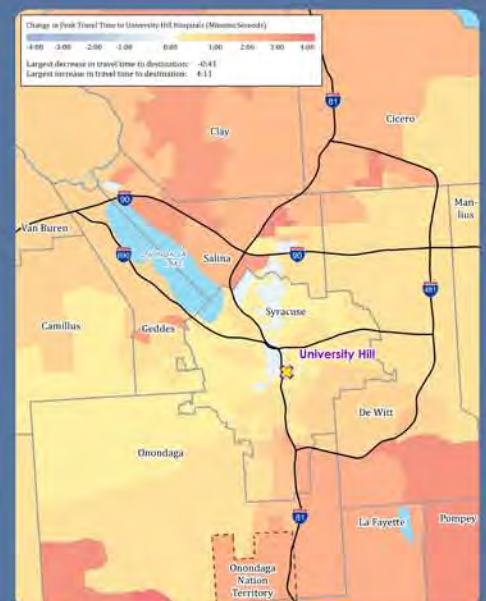 Change in Peak Travel Time to University Hill Hospitals (Minutes:Seconds)
-4:00 -3:00 -2:00 -1:00 0:00 1:00 2:00 3:00 4:00
Largest decrease in travel time to destination: -0:41
Largest increase in travel time to destination: 4:11
81
Clay
Cicero
90
Man-
lius
Van Buren
690
Salina
90
481
Syracuse
Camillus
Geddes
University Hill
De Witt
Onondaga
81
La Fayette
Pompey
Onondaga
Nation
Territory